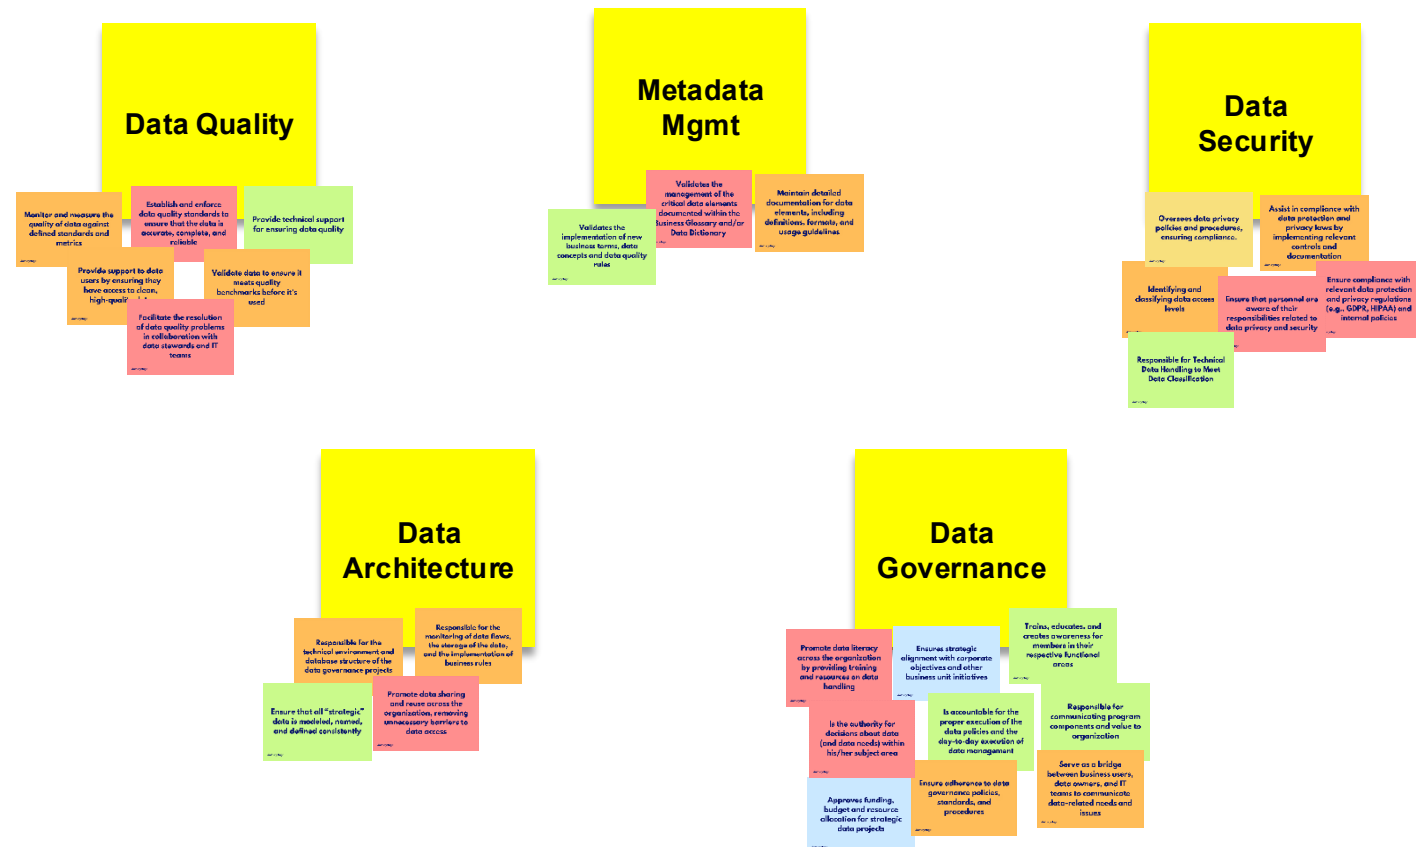 Data Quality
Monitor and measure the
quality of data against
defined standards and
metrics
Establish and enforce
data quality standards to
ensure that the data is
accurate, complete, and
reliable
Provide technical support
for ensuring data quality
Provide support to data
users by ensuring they
have access to clean,
Validate data to ensure it
meets quality
benchmarks before it's
used
Facilitate the resolution
of data quality problems
in collaboration with
data stewards and IT
teams
Metadata
Mgmt
Validates the
management of the
critical data elements
documented within the
Business Glossary and/or
Data Dictionary
Maintain detailed
documentation for data
elements, including
definitions, formats, and
usage guidelines
Validates the
implementation of new
business terms, data
concepts and data quality
rules
Data
Security
Oversees data privacy
policies and procedures,
ensuring compliance.
Assist in compliance with
data protection and
privacy laws by
implementing relevant
controls and
documentation
Identifying and
classifying data access
levels
Ensure that personnel are
aware of their
responsibilities related to
data privacy and security
Ensure compliance with
relevant data protection
and privacy regulations
(e.g., GDPR, HIPAA) and
internal policies
Responsible for Technical
Data Handling to Meet
Data Classification
Data
Architecture
Responsible for the
technical environment and
database structure of the
data governance projects
Responsible for the
monitoring of data flows,
the storage of the data,
and the implementation of
business rules
Ensure that all "strategic"
data is modeled, named,
and defined consistently
Promote data sharing
and reuse across the
organization, removing
unnecessary barriers to
data access
Data
Governance
Promote data literacy
across the organization
by providing training
and resources on data
handling
Ensures strategic
alignment with corporate
objectives and other
business unit initiatives
Trains, educates, and
creates awareness for
members in their
respective functional
areas
Is the authority for
decisions about data
(and data needs) within
his/her subject area
Is accountable for the
proper execution of the
data policies and the
day-to-day execution of
data management
Responsible for
communicating program
components and value to
organization
Approves funding,
budget and resource
allocation for strategic
data projects
Ensure adherence to data
governance policies,
standards, and
procedures
Serve as a bridge
between business users,
data owners, and IT
teams to communicate
data-related needs and
issues